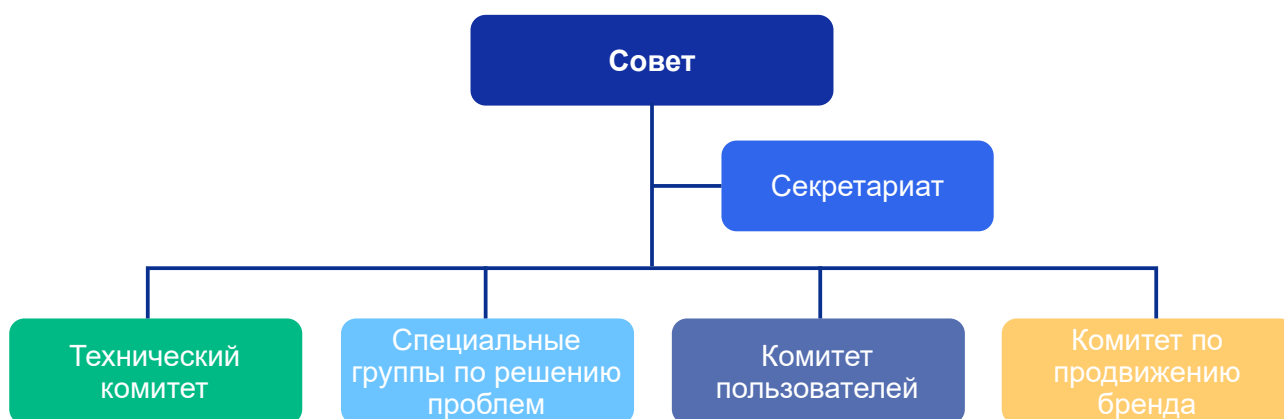 Совет
Секретариат
Технический
комитет
Специальные
группы по решению
проблем
Комитет
пользователей
Комитет по
продвижению
бренда